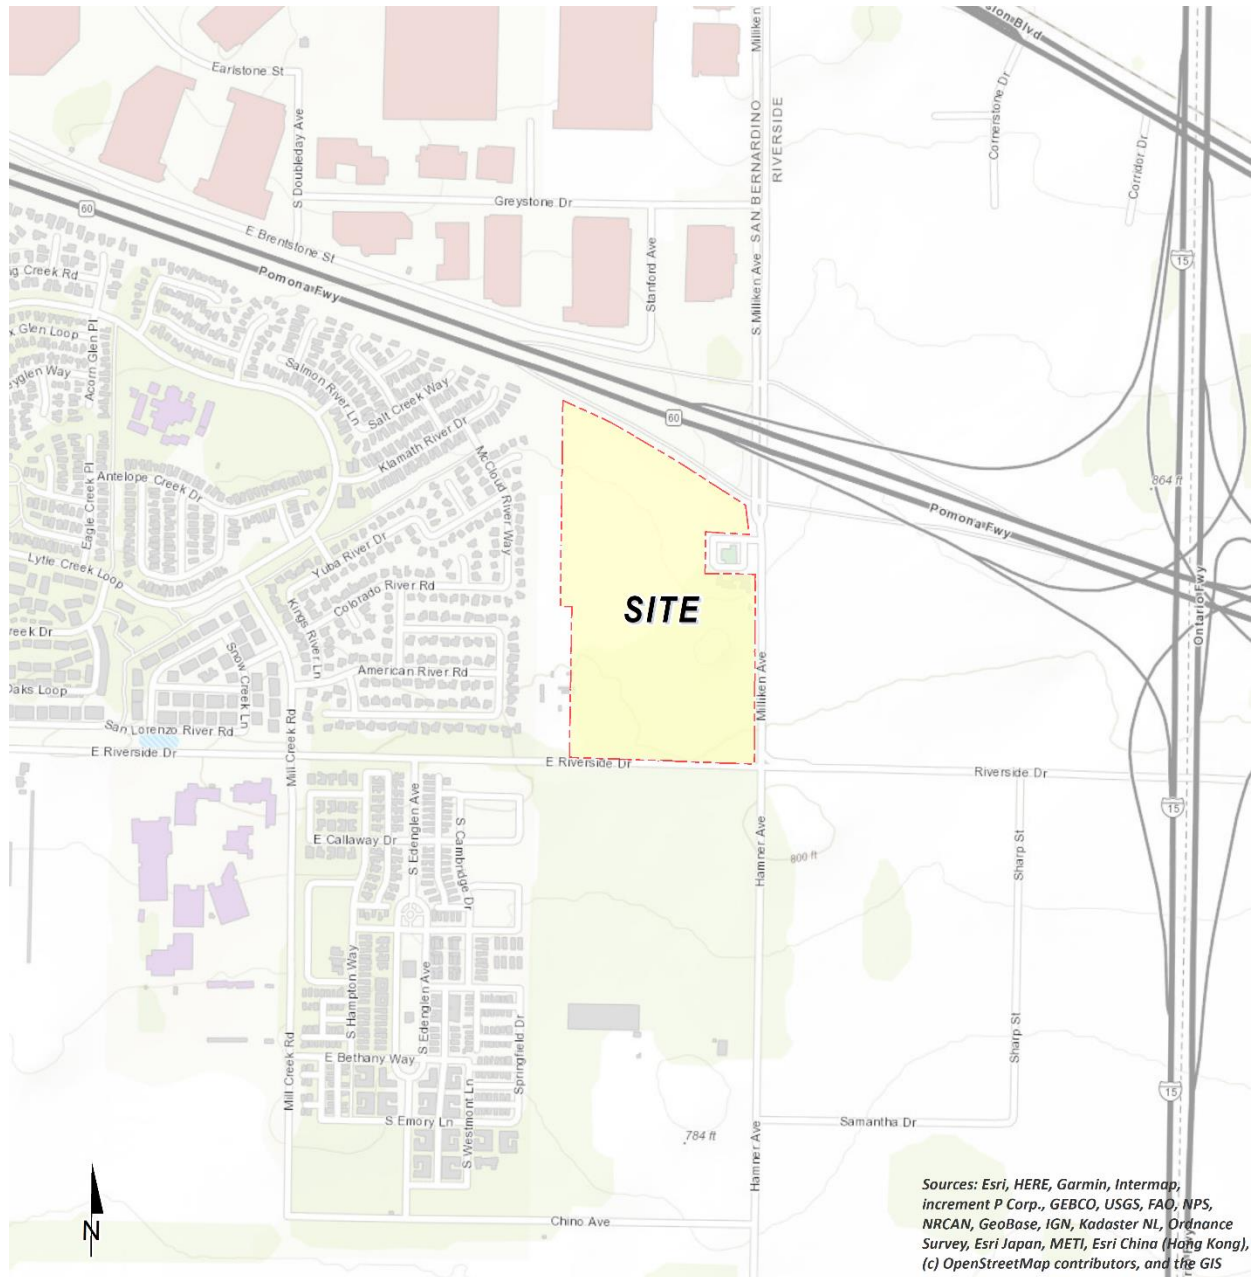 Milliken
Earlstone St
S Doubleday Ave
Cornerstone Dr
Corridor Dr
S Milliken Ave SAN BERNARDINO
RIVERSIDE
60
Greystone Dr
E Brentstone St
Pomona Fwy
Stanford Ave
15
Creek Rd
Glen Loop
Acorn Glen Pl
Salmon River Ln
Salt Creek Way
Klamath River Dr
McCloud River Way
60
Antelope Creek Dr
Eagle Creek Pl
864 ft
Pomona Fwy
Yuba River Dr
Lytle Creek Loop
Colorado River Rd
Kings River Ln
SITE
Ontario Fwy
Snow Creek Ln
American River Rd
Oaks Loop
Milliken Ave
San Lorenzo River Rd
Mill Creek Rd
E Riverside Dr
E Riverside Dr
Riverside Dr
15
S Edenglen Ave
S Cambridge Dr
E Callaway Dr
Hamner Ave
800 ft
Sharp St
S Hampton Way
S Edenglen Ave
Springfield Dr
E Bethany Way
Mill Creek Rd
Sharp St
15
S Emory Ln
S Westmont Ln
784 ft
Hamner Ave
Samantha Dr
N
Chino Ave
Sources: Esri, HERE, Garmin, Intermap,
increment P Corp., GEBCO, USGS, FAO, NPS,
NRCAN, GeoBase, IGN, Kadaster NL, Ordnance
Survey, Esri Japan, METI, Esri China (Hong Kong),
(c) OpenStreetMap contributors, and the GIS